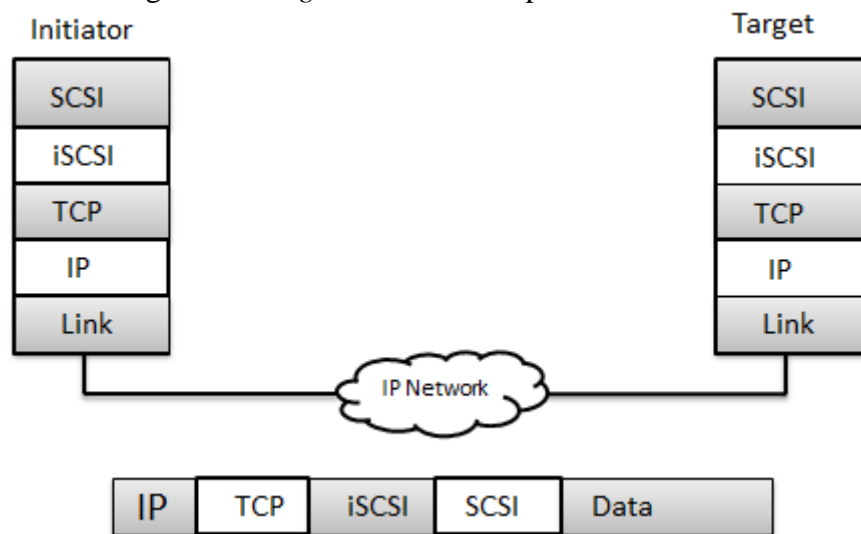 Initiator
Target
SCSI
SCSI
iSCSI
iSCSI
TCP
TCP
IP
IP
Link
Link
IP Network
IP TCP iSCSI SCSI Data